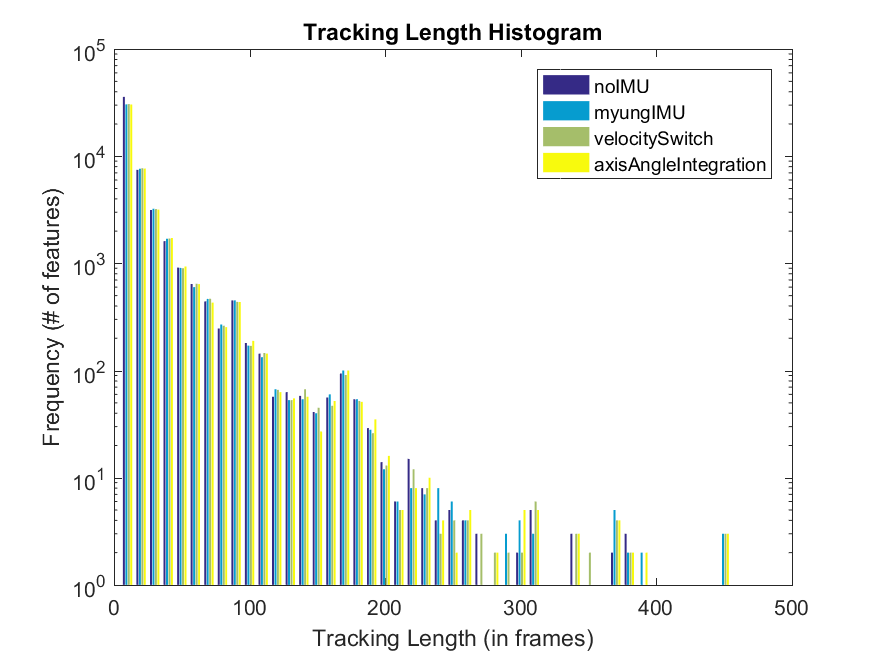 Tracking Length Histogram
10^5
10^4
10^3
10^2
10^1
10^0
Frequency (# of features)
noIMU
myungIMU
velocitySwitch
axisAngleIntegration
0 100 200 300 400 500
Tracking Length (in frames)